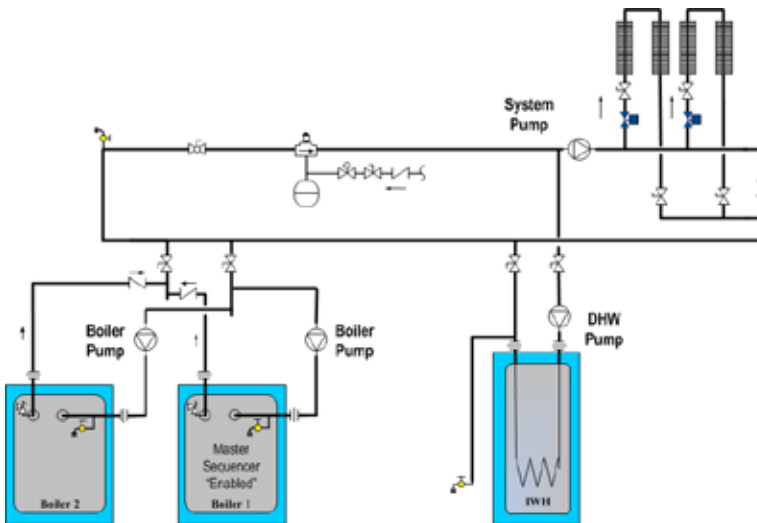 System
Pump
Boiler
Pump
Boiler
Pump
DHW
Pump
Master
Sequencer
"Enabled"
Boiler 2
Boiler 1
IWH